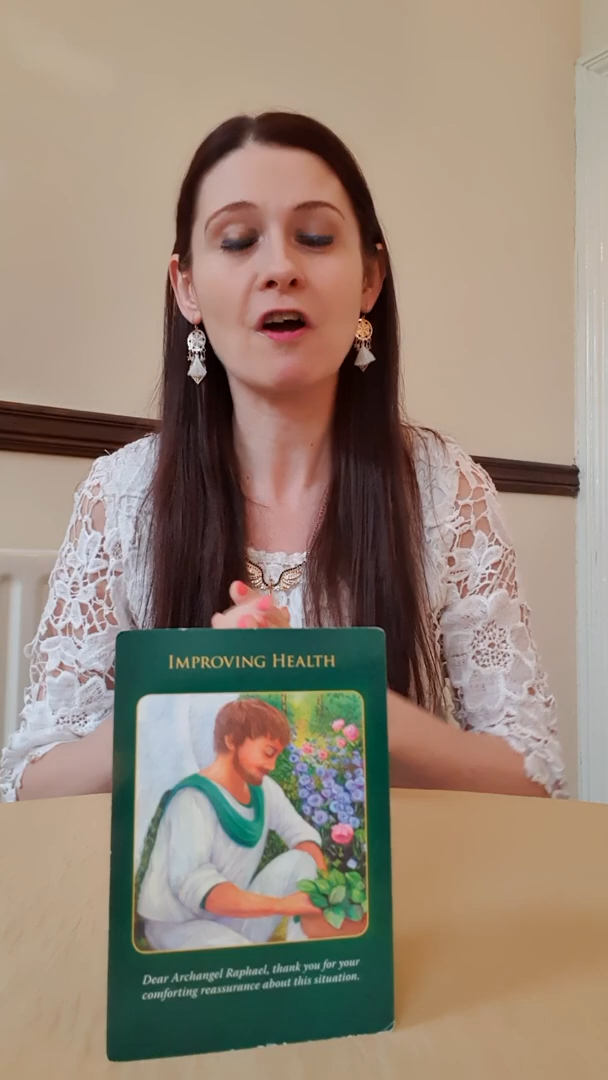 IMPROVING HEALTH
Dear Archangel Raphael, thank you for your
comforting reassurance about this situation.